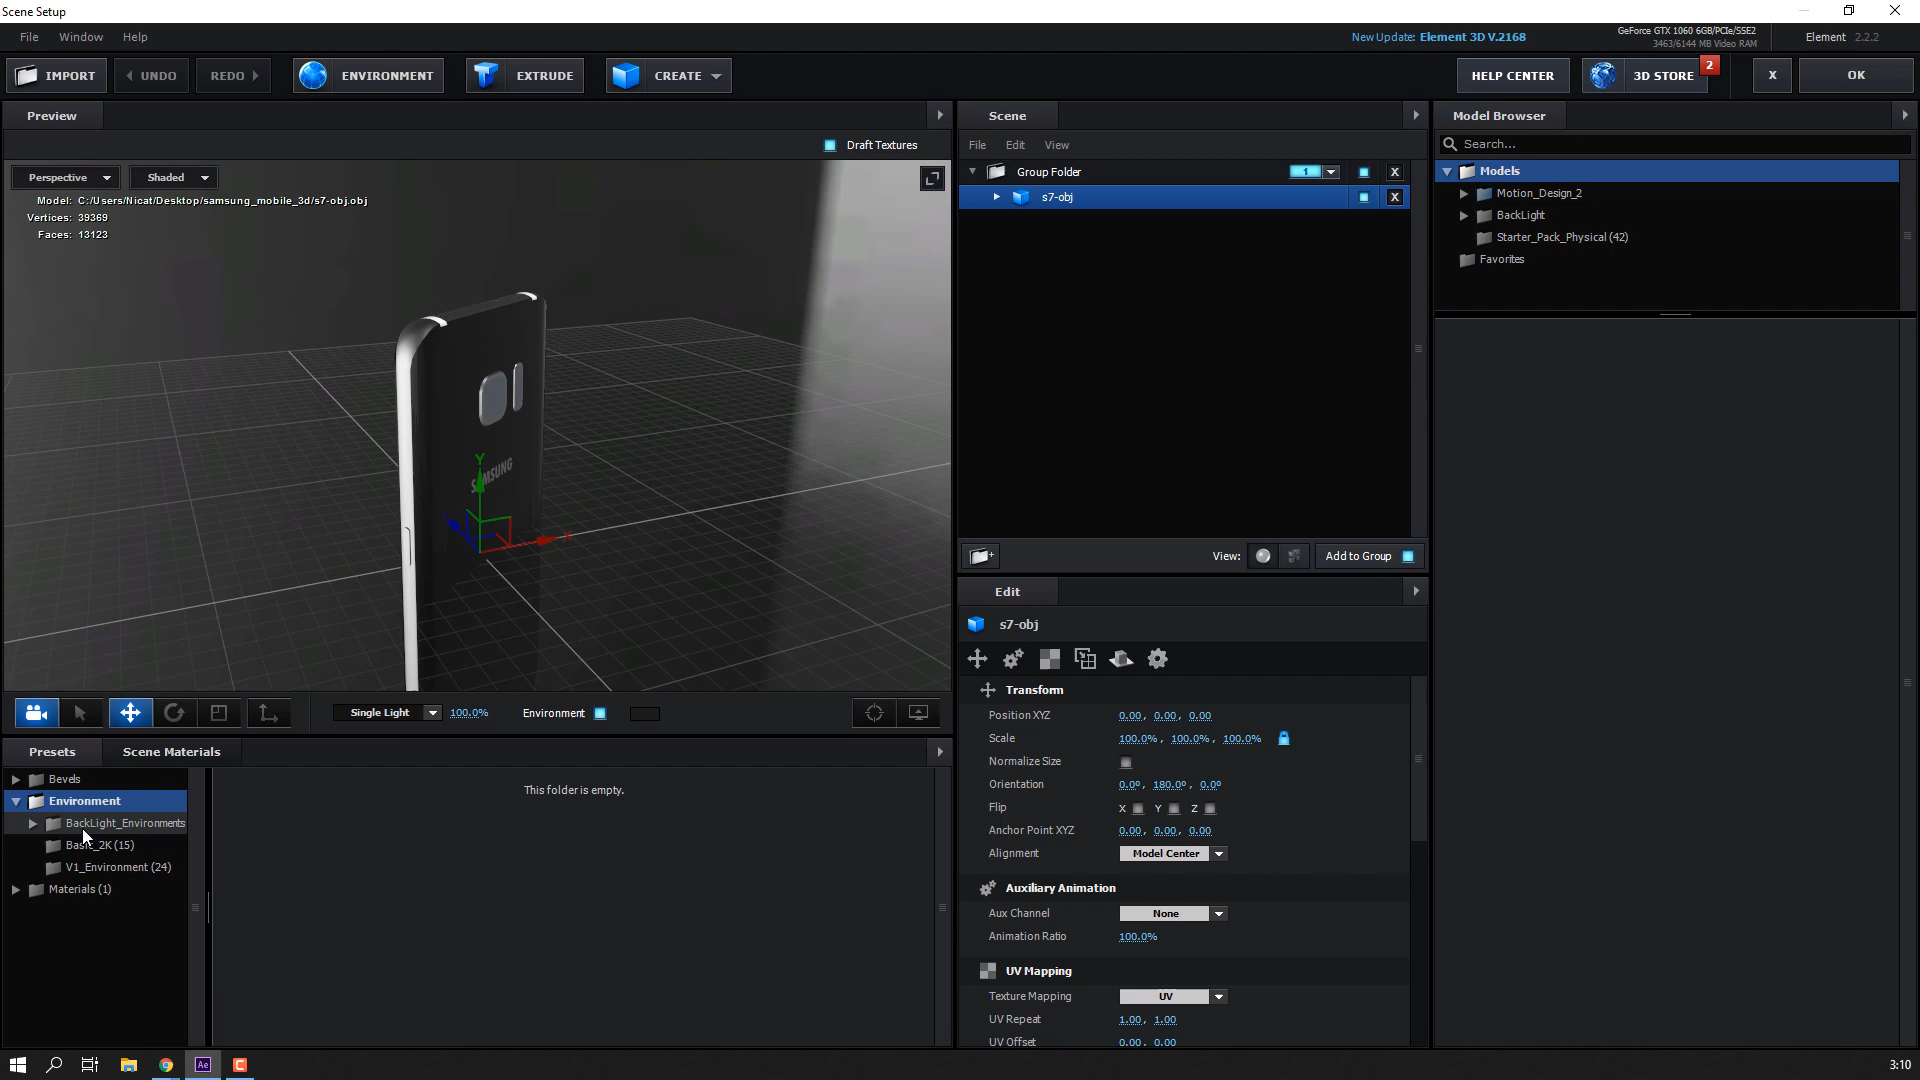 Scene Setup
File Window Help
New Update: Element 3D V.2168
GeForce GTX 1060 6GB/PCIe/SSE2
3463/6144 MB Video RAM
Element 2.2.2
IMPORT UNDO REDO ENVIRONMENT EXTRUDE CREATE HELP CENTER 3D STORE 2 X OK
Preview
Draft Textures
Perspective Shaded
Model: C:/Users/Nicat/Desktop/samsung_mobile_3d/s7-obj.obj
Vertices: 39369
Faces: 13123
SAMSUNG
Y
X
Single Light 100.0% Environment
Presets Scene Materials
Bevels
Environment
BackLight_Environments
Basic_2K (15)
V1_Environment (24)
Materials (1)
This folder is empty.
Scene
File Edit View
Group Folder 1 X
s7-obj X
View: Add to Group
Edit
s7-obj
Transform
Position XYZ 0.00, 0.00, 0.00
Scale 100.0%, 100.0%, 100.0%
Normalize Size
Orientation 0.0º, 180.0º, 0.0º
Flip X Y Z
Anchor Point XYZ 0.00, 0.00, 0.00
Alignment Model Center
Auxiliary Animation
Aux Channel None
Animation Ratio 100.0%
UV Mapping
Texture Mapping UV
UV Repeat 1.00, 1.00
UV Offset 0.00, 0.00
Model Browser
Search...
Models
Motion_Design_2
BackLight
Starter_Pack_Physical (42)
Favorites
Ae
3:10